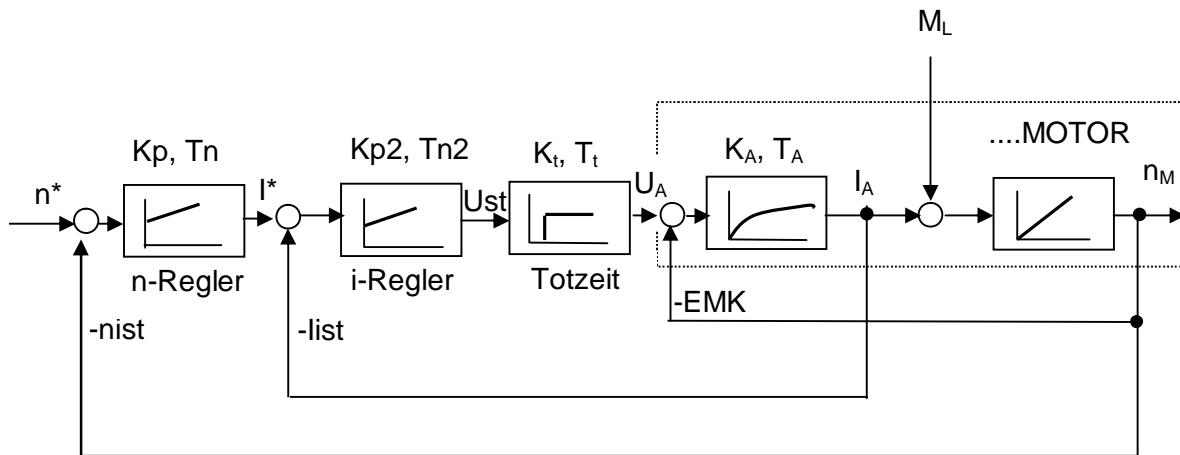 M_L
....MOTOR
Kp, Tn
Kp2, Tn2
K_t, T_t
K_A, T_A
n*
I*
Ust
U_A
I_A
n_M
n-Regler
i-Regler
Totzeit
-EMK
-nist
-Iist